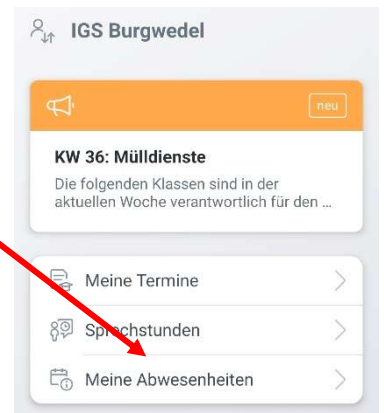 IGS Burgwedel
neu
KW 36: Mülldienste
Die folgenden Klassen sind in der
aktuellen Woche verantwortlich für den ...
Meine Termine
Sprechstunden
Meine Abwesenheiten